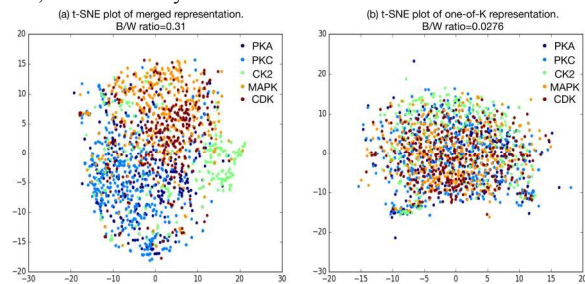 (a) t-SNE plot of merged representation.
B/W ratio=0.31
(b) t-SNE plot of one-of-K representation.
B/W ratio=0.0276
20
15
10
5
0
−5
−10
−15
−20
−30
−20
−10
0
10
20
30
PKA
PKC
CK2
MAPK
CDK
30
20
10
0
−10
−20
−30
−20
−15
−10
−5
0
5
10
15
20
PKA
PKC
CK2
MAPK
CDK